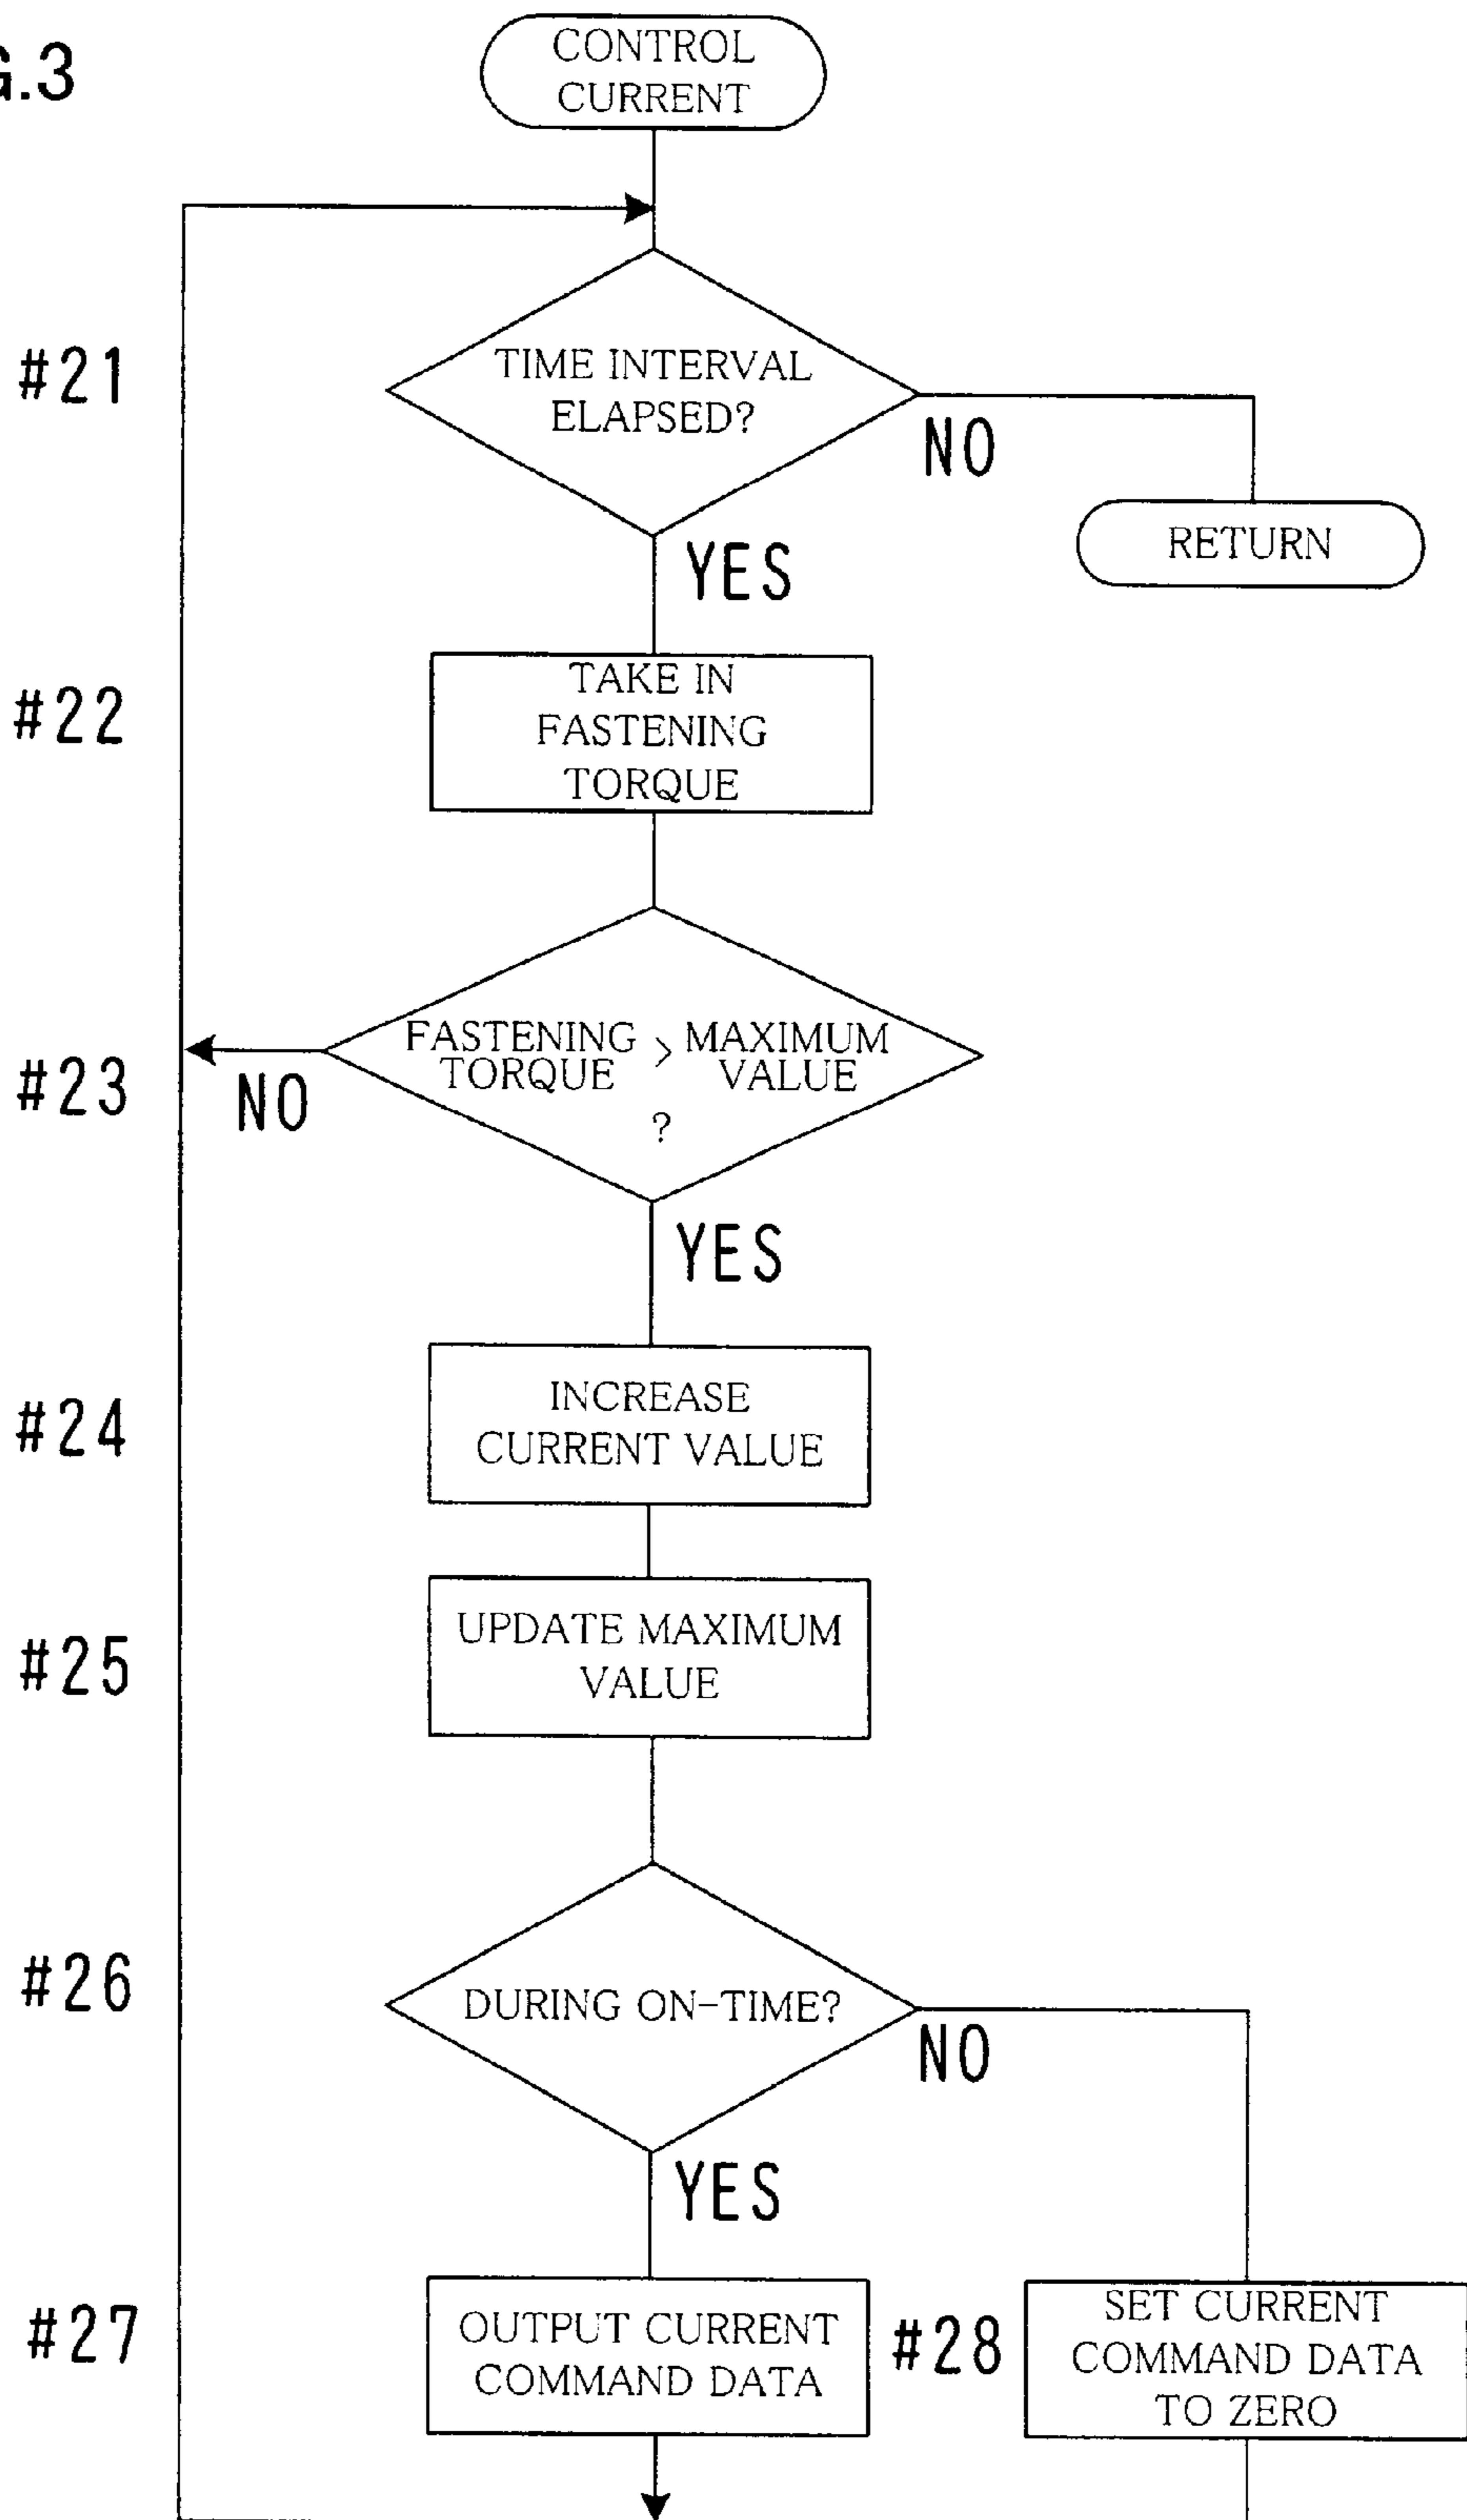 G.3
CONTROL
CURRENT
#21
TIME INTERVAL
ELAPSED?
NO
RETURN
YES
#22
TAKE IN
FASTENING
TORQUE
#23
FASTENING
TORQUE
>
MAXIMUM
VALUE
?
NO
YES
#24
INCREASE
CURRENT VALUE
#25
UPDATE MAXIMUM
VALUE
#26
DURING ON-TIME?
NO
YES
#27
OUTPUT CURRENT
COMMAND DATA
#28
SET CURRENT
COMMAND DATA
TO ZERO